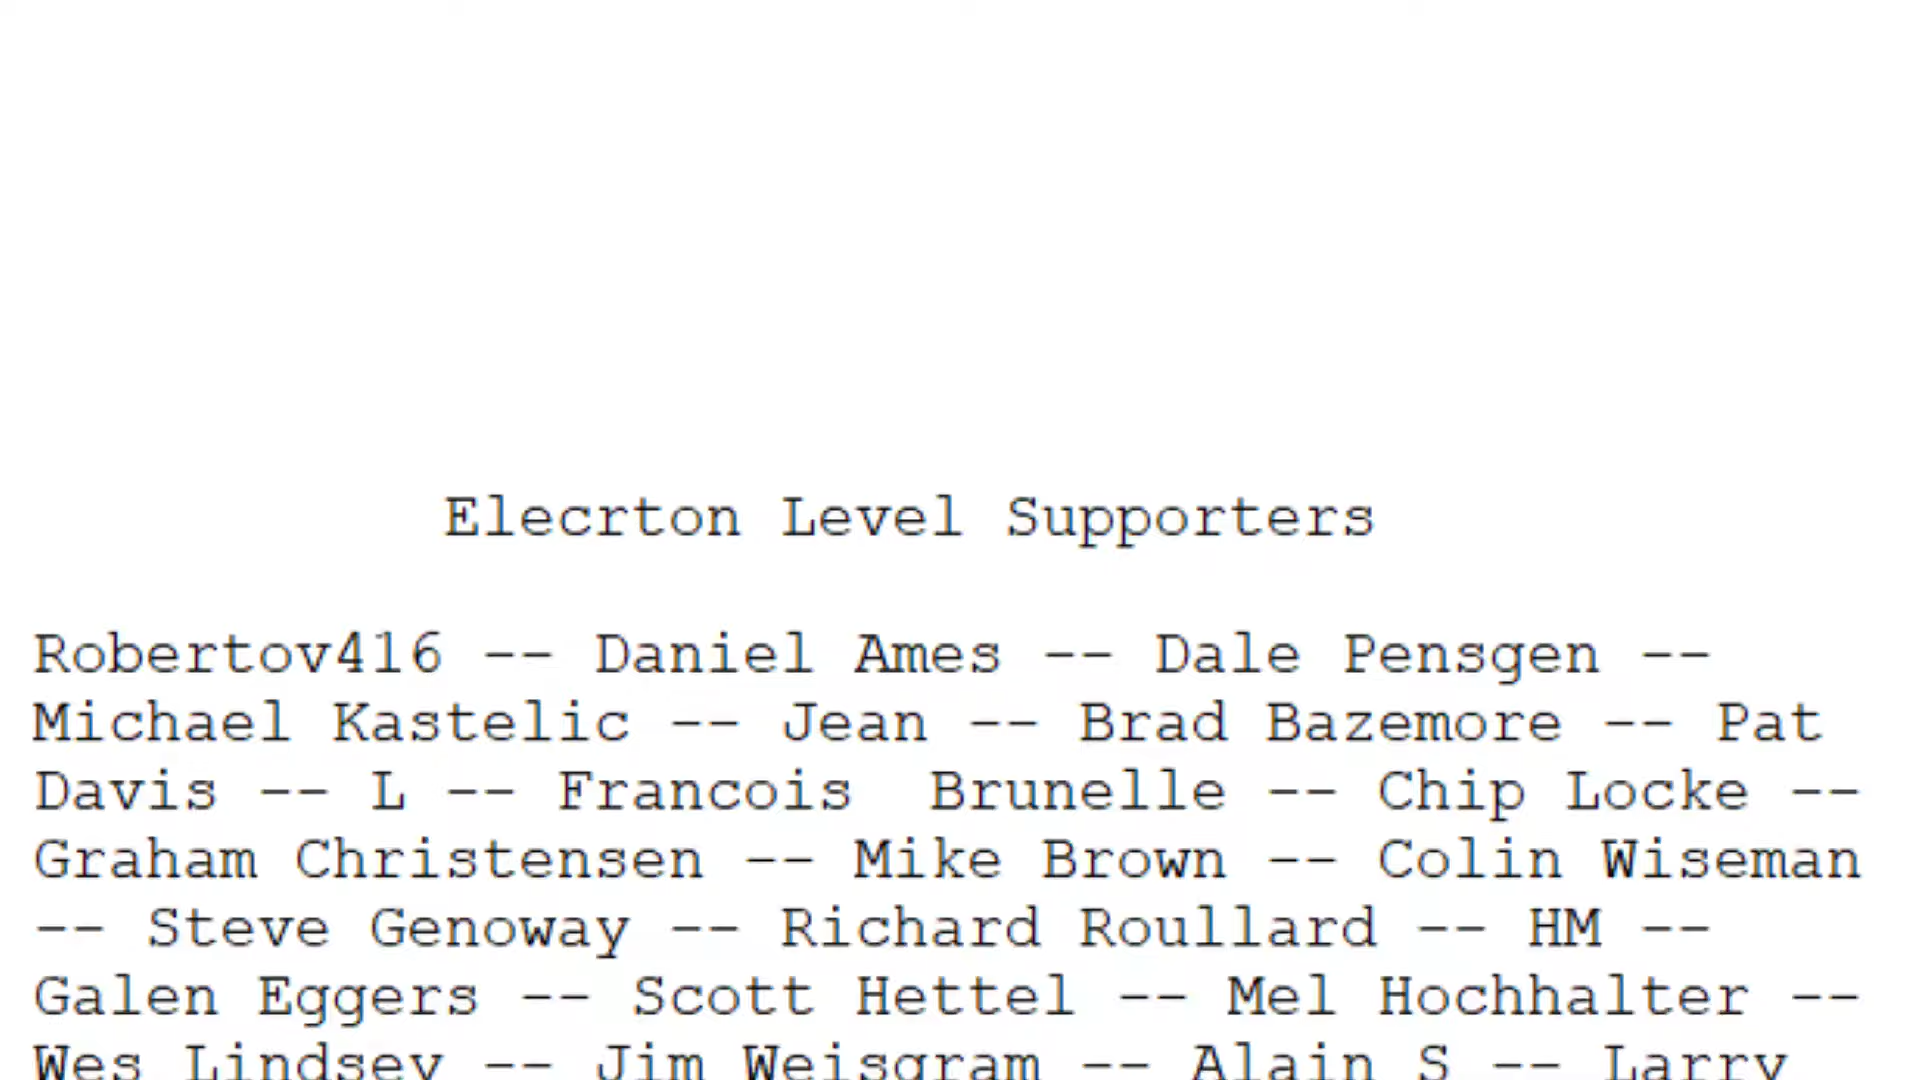 Elecrton Level Supporters
Robertov416 -- Daniel Ames -- Dale Pensgen --
Michael Kastelic -- Jean -- Brad Bazemore -- Pat
Davis -- L -- Francois  Brunelle -- Chip Locke --
Graham Christensen -- Mike Brown -- Colin Wiseman
-- Steve Genoway -- Richard Roullard -- HM --
Galen Eggers -- Scott Hettel -- Mel Hochhalter --
Wes Lindsey -- Jim Weisgram -- Alain S -- Larry